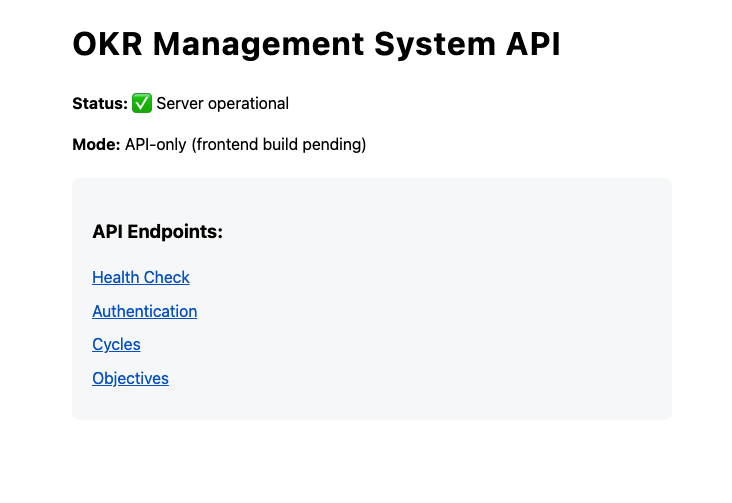 OKR Management System API
Status: ✅ Server operational
Mode: API-only (frontend build pending)
API Endpoints:
Health Check
Authentication
Cycles
Objectives